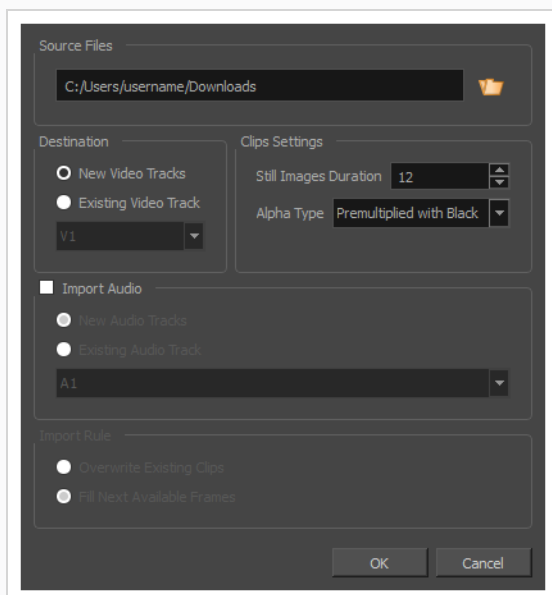 Source Files
C:/Users/username/Downloads
Destination
New Video Tracks
Existing Video Track
V1
Clips Settings
Still Images Duration 12
Alpha Type Premultiplied with Black
Import Audio
New Audio Tracks
Existing Audio Track
A1
Import Rule
Overwrite Existing Clips
Fill Next Available Frames
OK Cancel